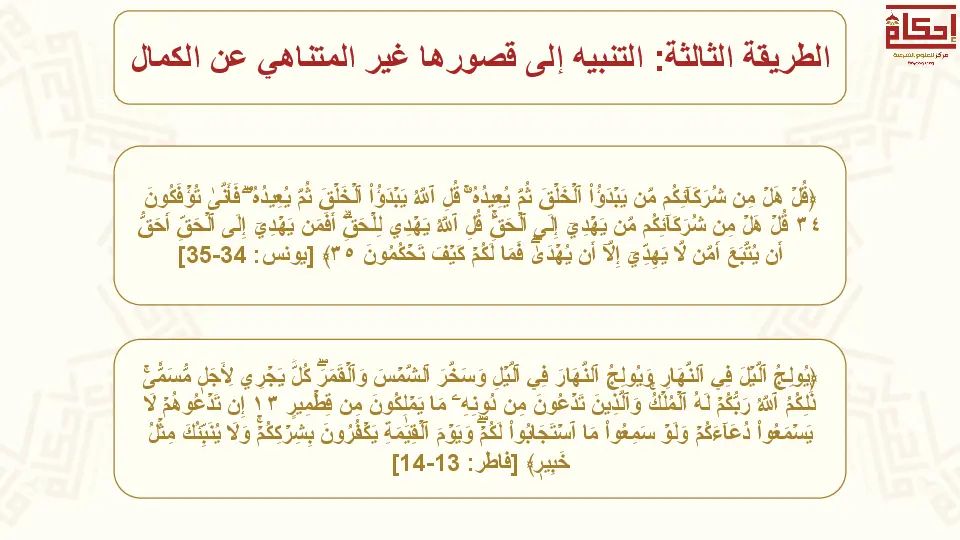 إحكام
مركز للعلوم الشرعية
الطريقة الثالثة: التنبيه إلى قصورها غير المتناهي عن الكمال
﴿قُلۡ هَلۡ مِن شُرَكَآئِكُم مَّن يَبۡدَؤُاْ ٱلۡخَلۡقَ ثُمَّ يُعِيدُهُۥۚ قُلِ ٱللَّهُ يَبۡدَؤُاْ ٱلۡخَلۡقَ ثُمَّ يُعِيدُهُۥۖ فَأَنَّىٰ تُؤۡفَكُونَ
٣٤ قُلۡ هَلۡ مِن شُرَكَآئِكُم مَّن يَهۡدِيٓ إِلَى ٱلۡحَقِّۚ قُلِ ٱللَّهُ يَهۡدِي لِلۡحَقِّۗ أَفَمَن يَهۡدِيٓ إِلَى ٱلۡحَقِّ أَحَقُّ
أَن يُتَّبَعَ أَمَّن لَّا يَهِدِّيٓ إِلَّآ أَن يُهۡدَىٰۖ فَمَا لَكُمۡ كَيۡفَ تَحۡكُمُونَ ٣٥﴾ [يونس: 34-35]
﴿يُولِجُ ٱلَّيۡلَ فِي ٱلنَّهَارِ وَيُولِجُ ٱلنَّهَارَ فِي ٱلَّيۡلِ وَسَخَّرَ ٱلشَّمۡسَ وَٱلۡقَمَرَۖ كُلّٞ يَجۡرِي لِأَجَلٖ مُّسَمّٗىۚ
ذَٰلِكُمُ ٱللَّهُ رَبُّكُمۡ لَهُ ٱلۡمُلۡكُۚ وَٱلَّذِينَ تَدۡعُونَ مِن دُونِهِۦ مَا يَمۡلِكُونَ مِن قِطۡمِيرٍ ١٣ إِن تَدۡعُوهُمۡ لَا
يَسۡمَعُواْ دُعَآءَكُمۡ وَلَوۡ سَمِعُواْ مَا ٱسۡتَجَابُواْ لَكُمۡۖ وَيَوۡمَ ٱلۡقِيَٰمَةِ يَكۡفُرُونَ بِشِرۡكِكُمۡۚ وَلَا يُنَبِّئُكَ مِثۡلُ
خَبِيرٖ﴾ [فاطر: 13-14]